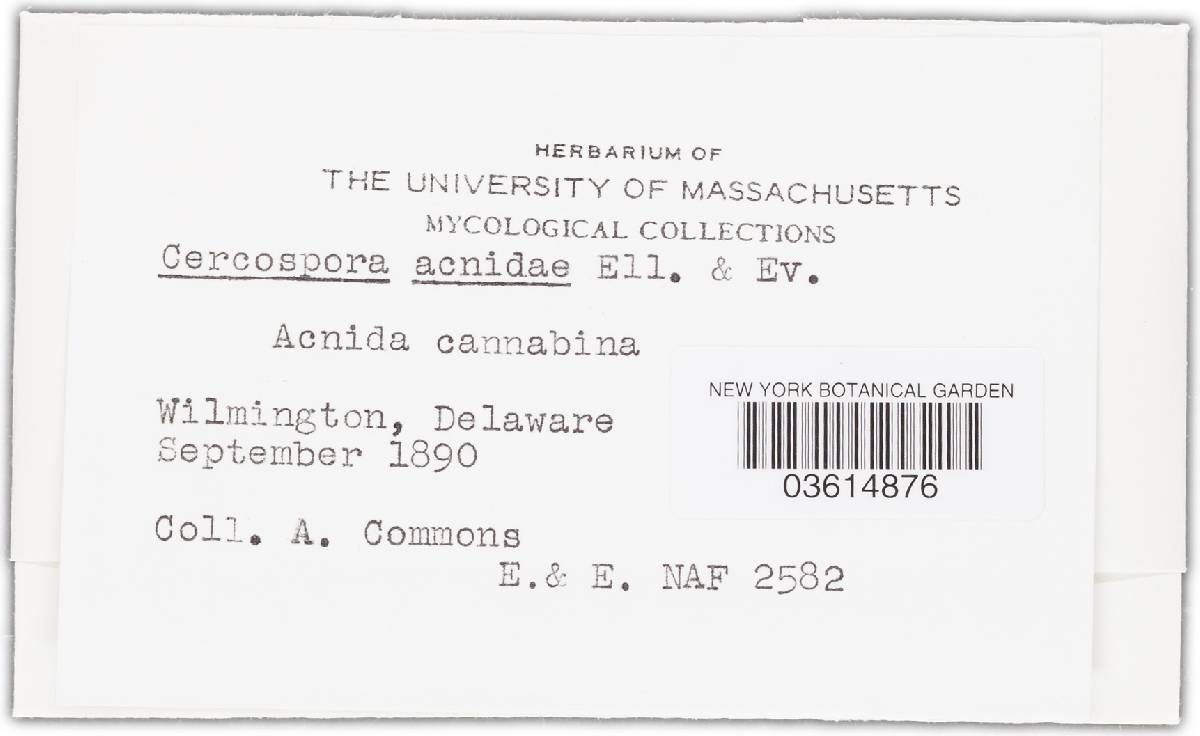 HERBARIUM OF
THE UNIVERSITY OF MASSACHUSETTS
MYCOLOGICAL COLLECTIONS
Cercospora acnidae Ell. & Ev.
Acnida cannabina
Wilmington, Delaware
September 1890
Coll. A. Commons
E. & E. NAF 2582
NEW YORK BOTANICAL GARDEN
03614876